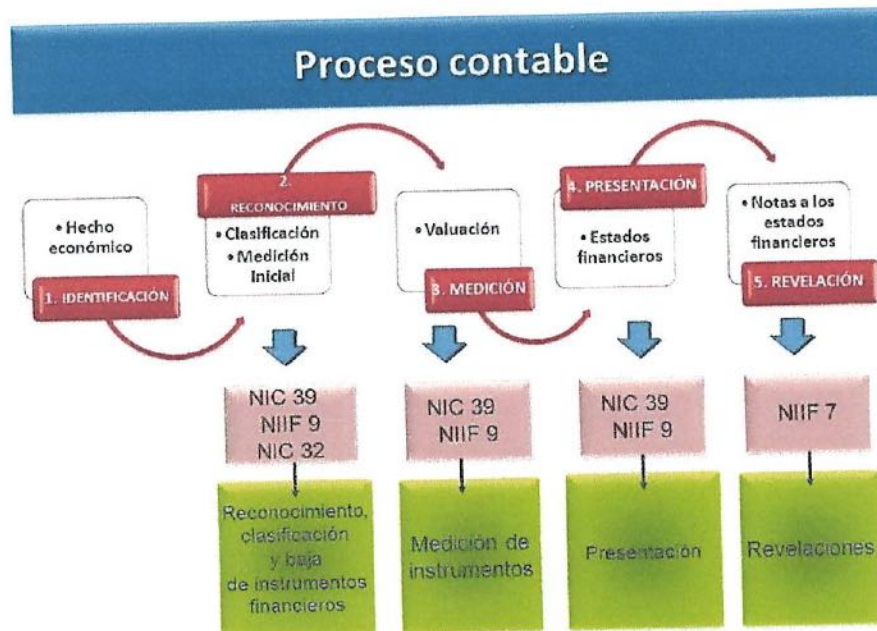 Proceso contable
• Hecho
económico
1. IDENTIFICACIÓN
2.
RECONOCIMIENTO
• Clasificación
• Medición
Inicial
• Valuación
3. MEDICIÓN
4. PRESENTACIÓN
• Estados
financieros
• Notas a los
estados
financieros
5. REVELACIÓN
NIC 39
NIIF 9
NIC 32
NIC 39
NIIF 9
NIC 39
NIIF 9
NIIF 7
Reconocimiento,
clasificación
y baja
de instrumentos
financieros
Medición de
instrumentos
Presentación
Revelaciones